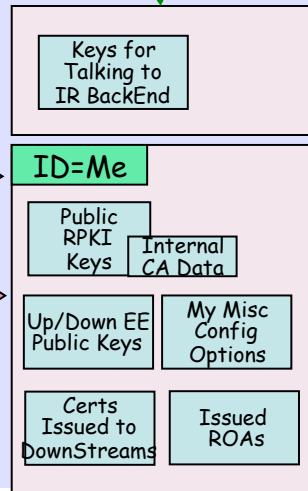 Keys for
Talking to
IR BackEnd
ID=Me
Public
RPKI
Keys
Internal
CA Data
Up/Down EE
Public Keys
My Misc
Config
Options
Certs
Issued to
DownStreams
Issued
ROAs